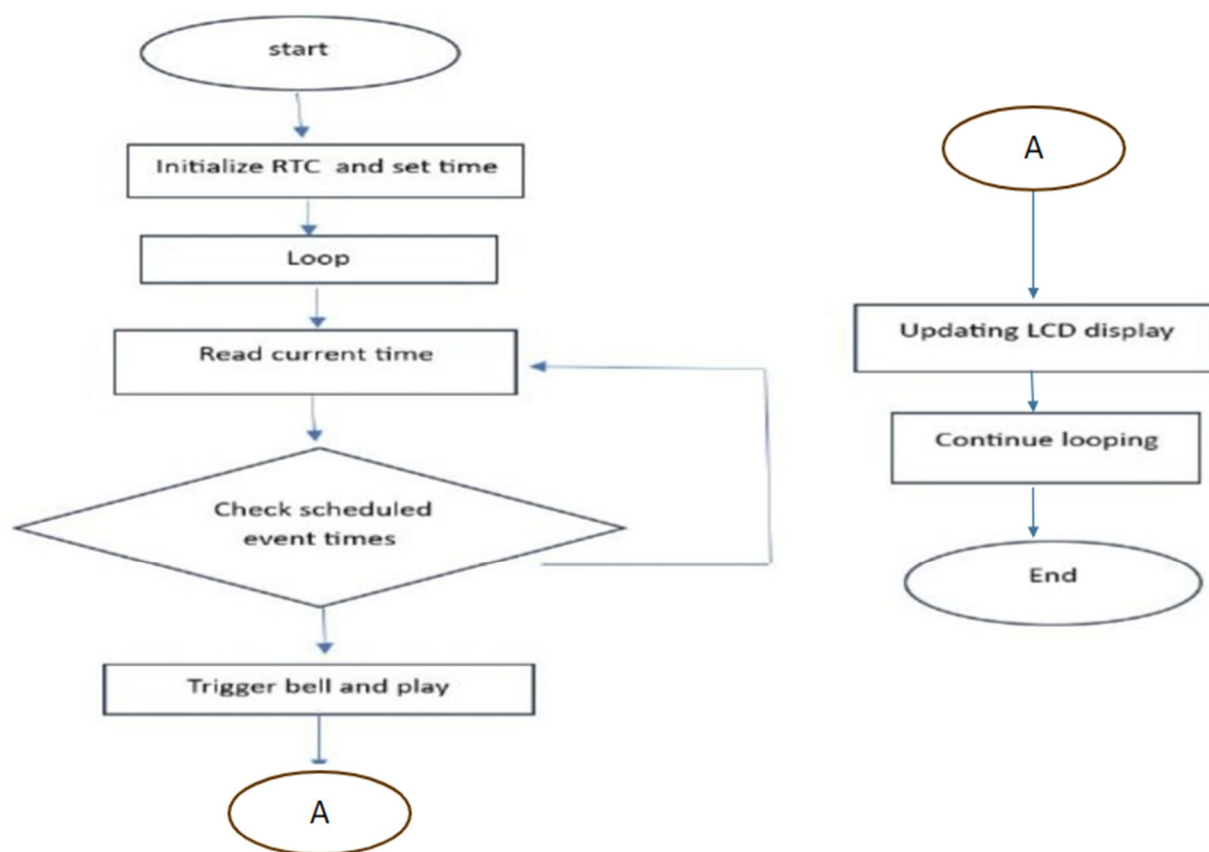 start
Initialize RTC and set time
Loop
Read current time
Check scheduled
event times
Trigger bell and play
A
A
Updating LCD display
Continue looping
End